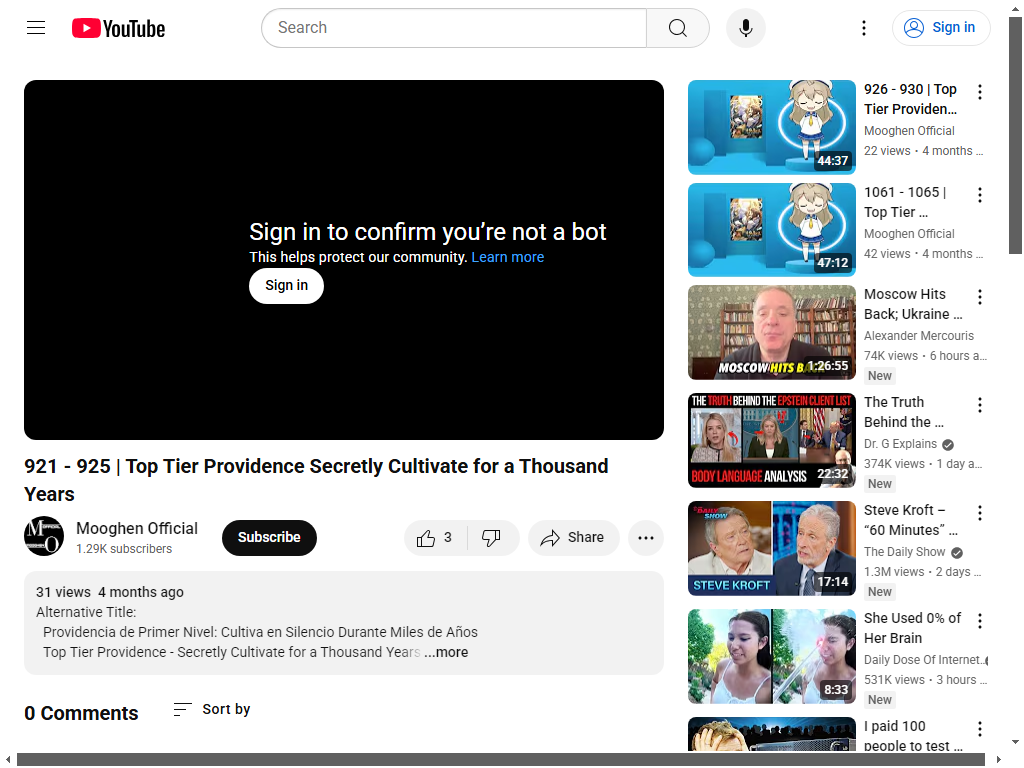 YouTube
Search
Sign in
Sign in to confirm you’re not a bot
This helps protect our community. Learn more
Sign in
921 - 925 | Top Tier Providence Secretly Cultivate for a Thousand
Years
Mooghen Official
1.29K subscribers
Subscribe
3
Share
31 views 4 months ago
Alternative Title:
Providencia de Primer Nivel: Cultiva en Silencio Durante Miles de Años
Top Tier Providence - Secretly Cultivate for a Thousand Years ...more
0 Comments
Sort by
44:37
926 - 930 | Top
Tier Providen...
Mooghen Official
22 views • 4 months ...
47:12
1061 - 1065 |
Top Tier ...
Mooghen Official
42 views • 4 months ...
MOSCOW HITS BA
1:26:55
Moscow Hits
Back; Ukraine ...
Alexander Mercouris
74K views • 6 hours a...
New
THE TRUTH BEHIND THE EPSTEIN CLIENT LIST
BODY LANGUAGE ANALYSIS
22:32
The Truth
Behind the ...
Dr. G Explains
374K views • 1 day a...
New
THE DAILY SHOW
STEVE KROFT
17:14
Steve Kroft –
“60 Minutes” ...
The Daily Show
1.3M views • 2 days ...
New
8:33
She Used 0% of
Her Brain
Daily Dose Of Internet.
531K views • 3 hours ...
New
I paid 100
people to test ...